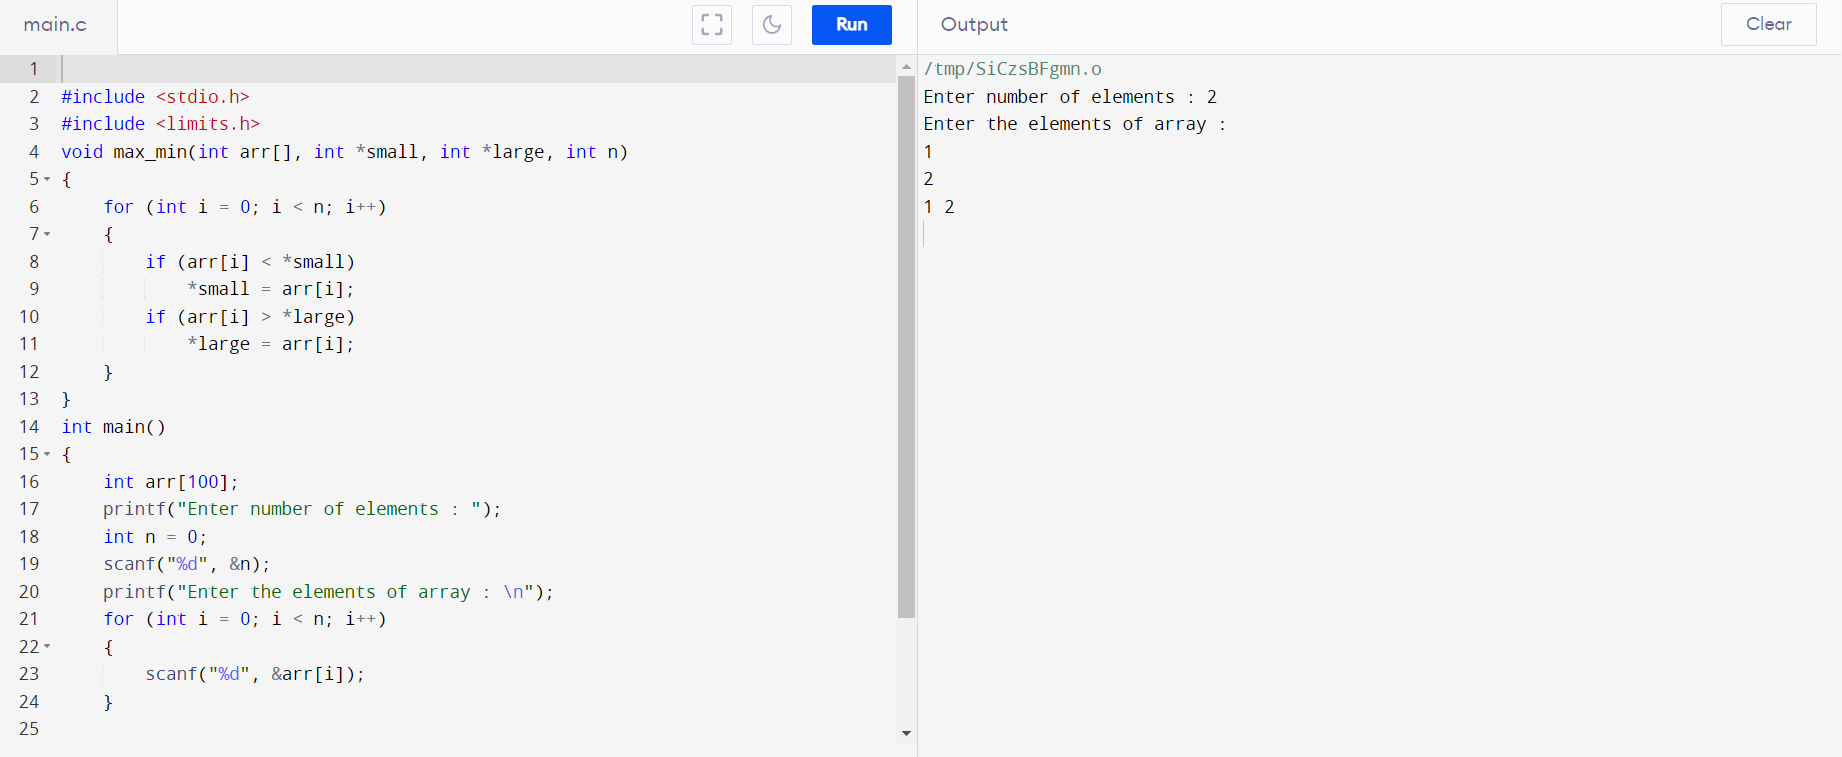 main.c
Run
Output
Clear
1
2 #include <stdio.h>
3 #include <limits.h>
4 void max_min(int arr[], int *small, int *large, int n)
5 {
6     for (int i = 0; i < n; i++)
7     {
8         if (arr[i] < *small)
9             *small = arr[i];
10         if (arr[i] > *large)
11             *large = arr[i];
12     }
13 }
14 int main()
15 {
16     int arr[100];
17     printf("Enter number of elements : ");
18     int n = 0;
19     scanf("%d", &n);
20     printf("Enter the elements of array : \n");
21     for (int i = 0; i < n; i++)
22     {
23         scanf("%d", &arr[i]);
24     }
25
/tmp/SiCzsBFgmn.o
Enter number of elements : 2
Enter the elements of array :
1
2
1 2